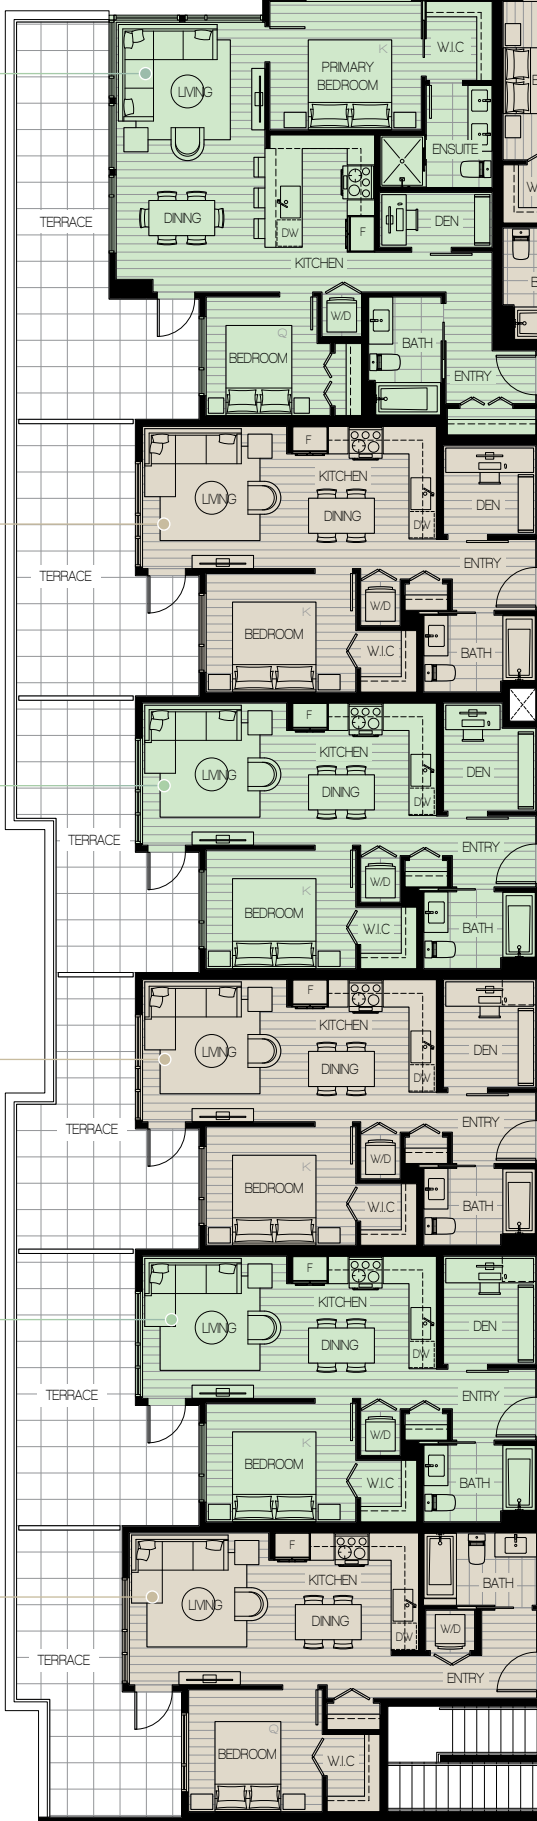 K
W.I.C
PRIMARY
BEDROOM
LIVING
ENSUITE
TERRACE
DINING
DEN
DW
F
KITCHEN
W/D
Q
BATH
BEDROOM
ENTRY
F
KITCHEN
LIVING
DEN
DINING
DW
ENTRY
TERRACE
K
W/D
BEDROOM
W.I.C
BATH
F
KITCHEN
LIVING
DEN
DINING
DW
TERRACE
ENTRY
K
W/D
BEDROOM
W.I.C
BATH
F
KITCHEN
LIVING
DEN
DINING
DW
ENTRY
TERRACE
K
W/D
BEDROOM
W.I.C
BATH
F
KITCHEN
LIVING
DEN
DINING
DW
TERRACE
ENTRY
K
W/D
BEDROOM
W.I.C
BATH
F
KITCHEN
BATH
LIVING
DINING
W/D
DW
TERRACE
ENTRY
Q
BEDROOM
W.I.C